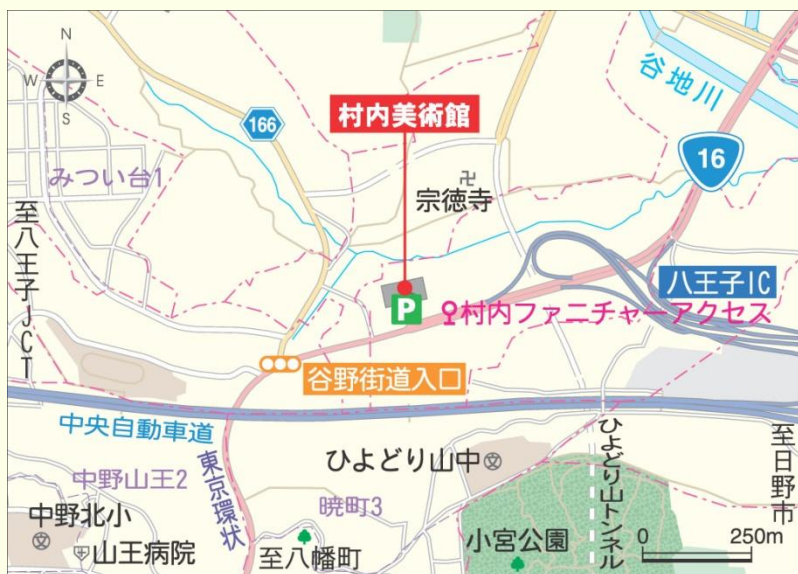 N
W
E
S
166
村内美術館
谷地川
16
みつい台1
卍
宗徳寺
至八王子JCT
八王子IC
P
村内ファニチャーアクセス
谷野街道入口
中央自動車道
ひよどり山トンネル
至日野市
東京環状
ひよどり山中
文
中野山王2
暁町3
中野北小
文
山王病院
至八幡町
小宮公園
0
250m